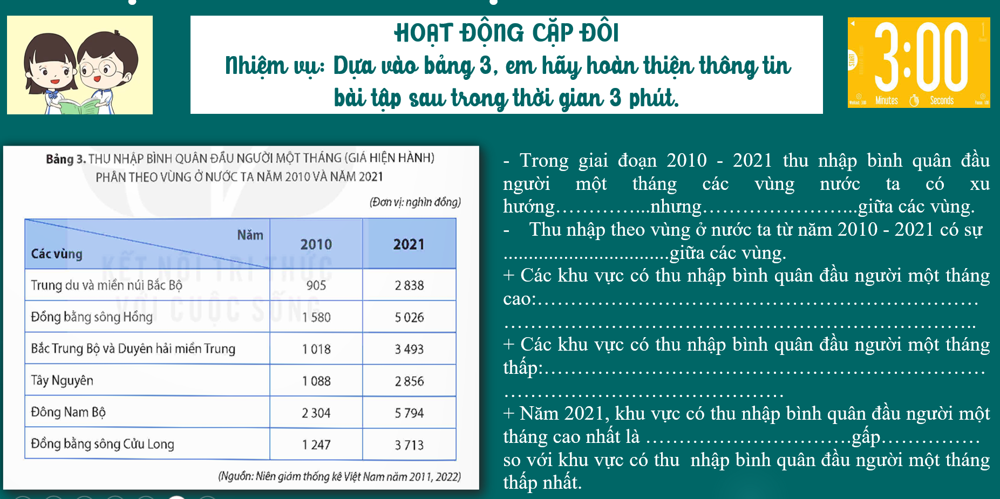 HOẠT ĐỘNG CẶP ĐÔI
Nhiệm vụ: Dựa vào bảng 3, em hãy hoàn thiện thông tin
bài tập sau trong thời gian 3 phút.
START
3:00
Minutes
Seconds
Bảng 3. THU NHẬP BÌNH QUÂN ĐẦU NGƯỜI MỘT THÁNG (GIÁ HIỆN HÀNH)
PHÂN THEO VÙNG Ở NƯỚC TA NĂM 2010 VÀ NĂM 2021
(Đơn vị: nghìn đồng)
Năm
Các vùng
2010
2021
KẾT NỐI TRI THỨC
VỚI CUỘC SỐNG
Trung du và miền núi Bắc Bộ 905 2 838
Đồng bằng sông Hồng 1 580 5 026
Bắc Trung Bộ và Duyên hải miền Trung 1 018 3 493
Tây Nguyên 1 088 2 856
Đông Nam Bộ 2 304 5 794
Đồng bằng sông Cửu Long 1 247 3 713
(Nguồn: Niên giám thống kê Việt Nam năm 2011, 2022)
- Trong giai đoạn 2010 - 2021 thu nhập bình quân đầu
người một tháng các vùng nước ta có xu
hướng……………..nhưng…………………...giữa các vùng.
- Thu nhập theo vùng ở nước ta từ năm 2010 - 2021 có sự
................................giữa các vùng.
+ Các khu vực có thu nhập bình quân đầu người một tháng
cao:…………………………………………………………
……………………………………………………………..
+ Các khu vực có thu nhập bình quân đầu người một tháng
thấp:…………………………………………………………
……………………………………
+ Năm 2021, khu vực có thu nhập bình quân đầu người một
tháng cao nhất là ………………………….gấp……………
so với khu vực có thu nhập bình quân đầu người một tháng
thấp nhất.